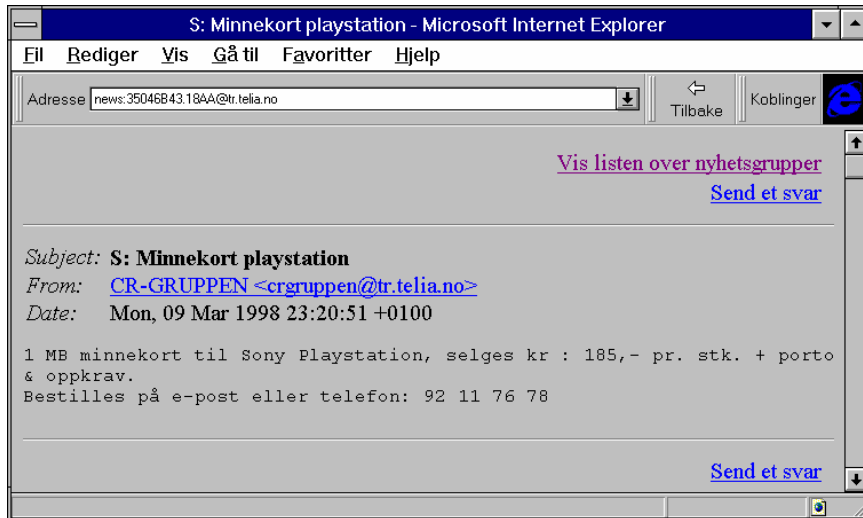 S: Minnekort playstation - Microsoft Internet Explorer
Fil Rediger Vis Gå til Favoritter Hjelp
Adresse news:35046B43.18AA@tr.telia.no Tilbake Koblinger
Vis listen over nyhetsgrupper
Send et svar
Subject: S: Minnekort playstation
From: CR-GRUPPEN <crgruppen@tr.telia.no>
Date: Mon, 09 Mar 1998 23:20:51 +0100
1 MB minnekort til Sony Playstation, selges kr : 185,- pr. stk. + porto
& oppkrav.
Bestilles på e-post eller telefon: 92 11 76 78
Send et svar